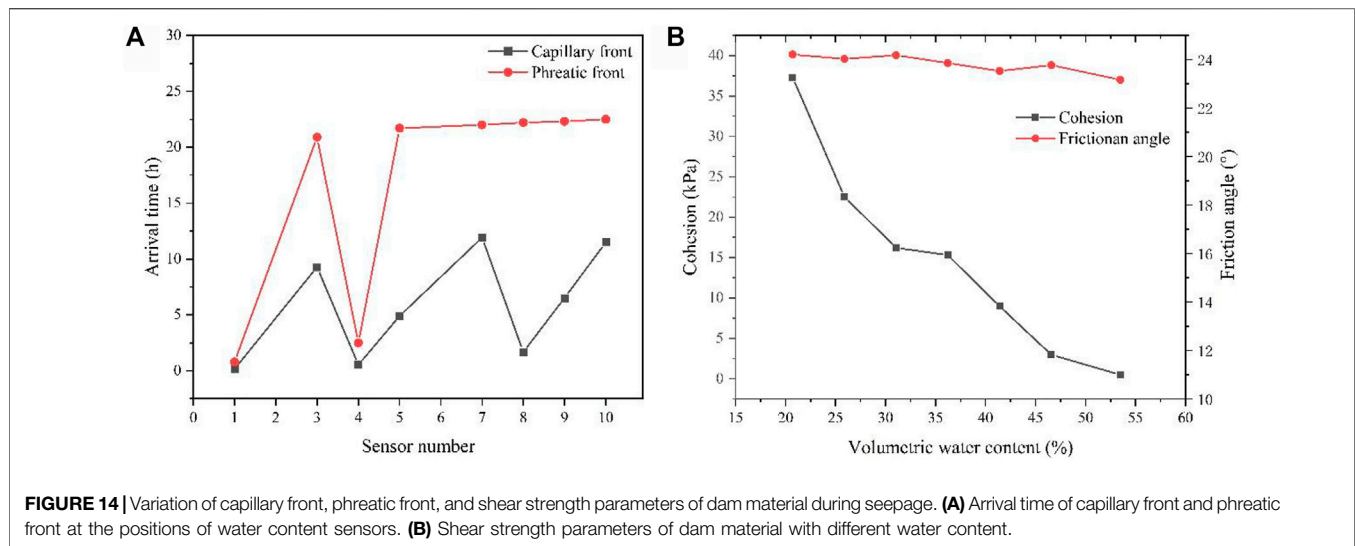 A
30
25
20
15
10
5
0
Arrival time (h)
Capillary front
Phreatic front
0 1 2 3 4 5 6 7 8 9 10
Sensor number
B
40
35
30
25
20
15
10
5
0
Cohesion (kPa)
Cohesion
Frictionan angle
24
22
20
18
16
14
12
10
Friction angle (°)
15 20 25 30 35 40 45 50 55 60
Volumetric water content (%)
FIGURE 14 | Variation of capillary front, phreatic front, and shear strength parameters of dam material during seepage. (A) Arrival time of capillary front and phreatic
front at the positions of water content sensors. (B) Shear strength parameters of dam material with different water content.